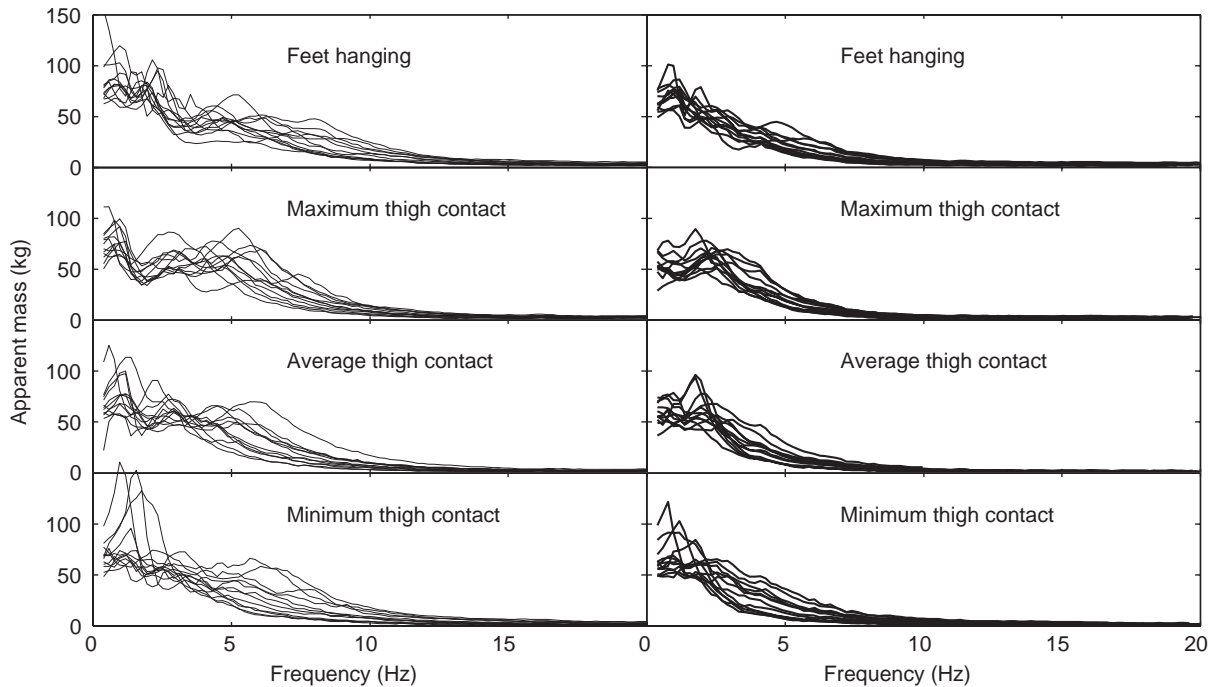 150
100
50
0
Feet hanging
Feet hanging
100
50
0
Maximum thigh contact
Maximum thigh contact
Apparent mass (kg)
100
50
0
Average thigh contact
Average thigh contact
100
50
0
Minimum thigh contact
Minimum thigh contact
0 5 10 15 0 5 10 15 20
Frequency (Hz)
Frequency (Hz)